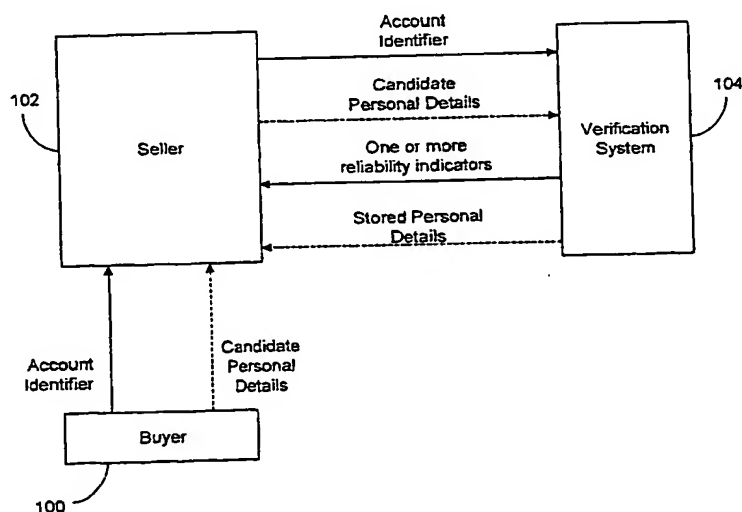 Account
Identifier
102
Candidate
Personal Details
104
Seller
Verification
System
One or more
reliability indicators
Stored Personal
Details
Account
Identifier
Candidate
Personal
Details
Buyer
100